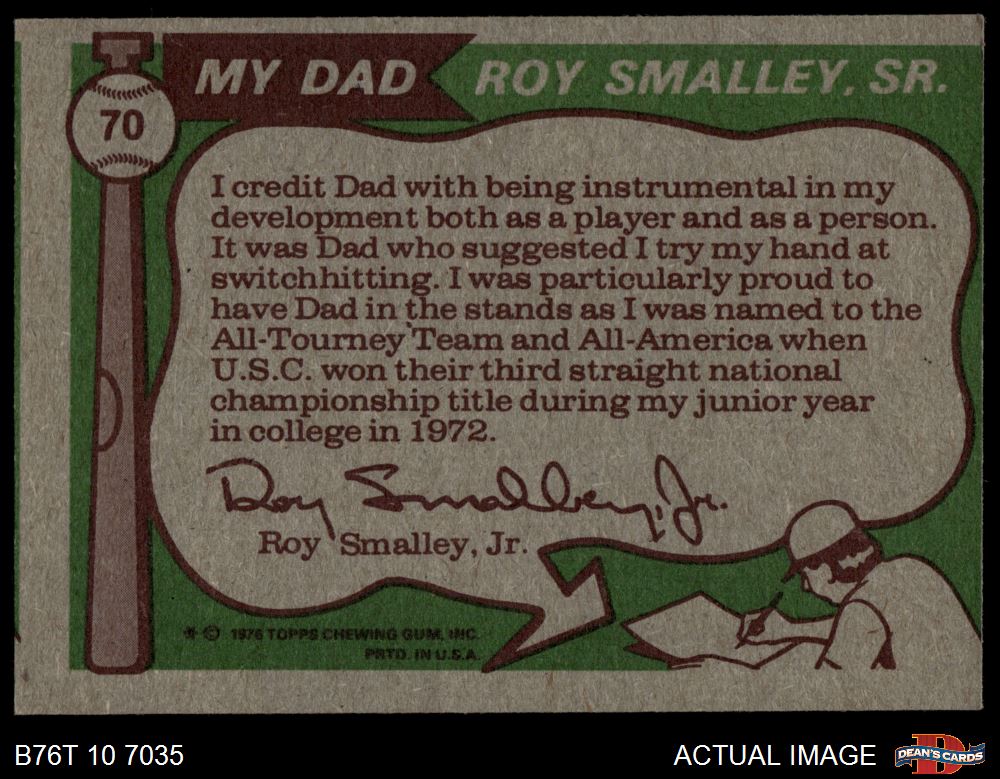 MY DAD ROY SMALLEY, SR.
70
I credit Dad with being instrumental in my
development both as a player and as a person.
It was Dad who suggested I try my hand at
switchhitting. I was particularly proud to
have Dad in the stands as I was named to the
All-Tourney Team and All-America when
U.S.C. won their third straight national
championship title during my junior year
in college in 1972.
Roy Smalley, Jr.
Roy Smalley, Jr.
* © 1976 TOPPS CHEWING GUM, INC.
PRTD. IN U.S.A.
B76T 10 7035
ACTUAL IMAGE
DEAN'S CARDS